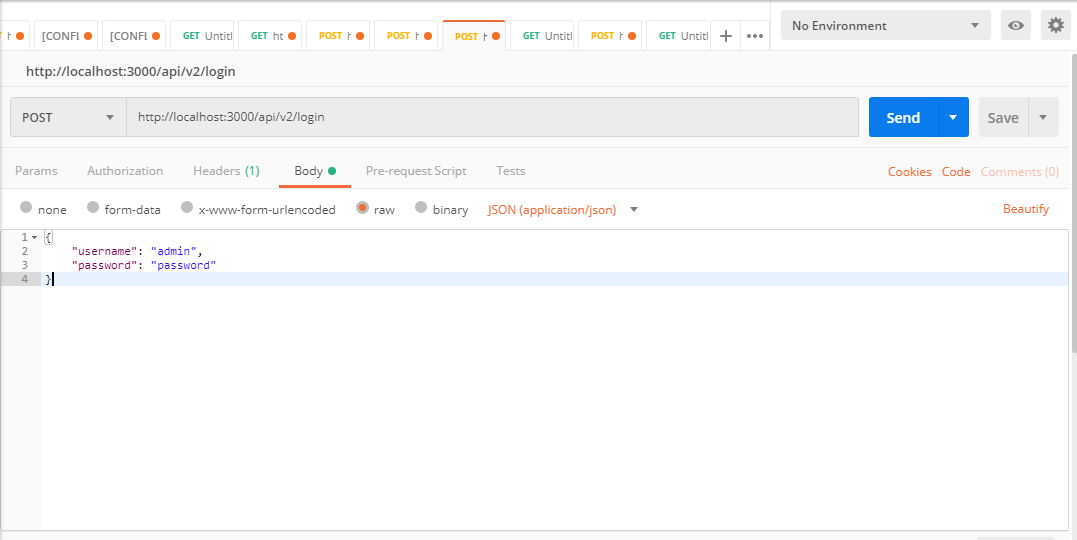 [CONFL
[CONFL
GET Untitl
GET ht
POST
POST
POST
GET Untitl
POST
GET Untitl
+
•••
No Environment
http://localhost:3000/api/v2/login
POST
http://localhost:3000/api/v2/login
Send
Save
Params
Authorization
Headers (1)
Body
Pre-request Script
Tests
Cookies
Code
Comments (0)
none
form-data
x-www-form-urlencoded
raw
binary
JSON (application/json)
Beautify
1 {
2 "username": "admin",
3 "password": "password"
4 }